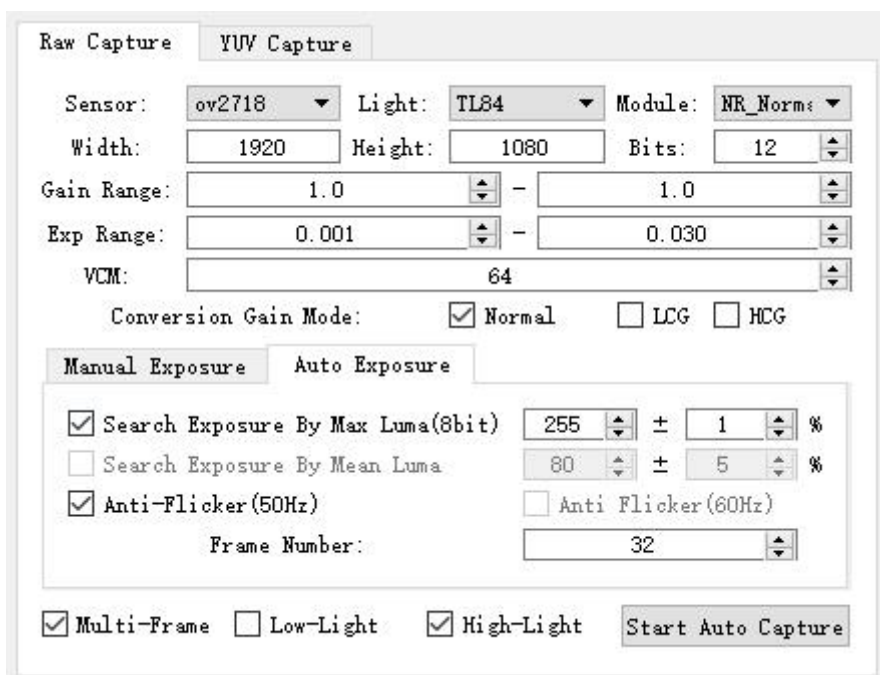 Raw Capture YUV Capture
Sensor: ov2718 Light: TL84 Module: NR_Norma
Width: 1920 Height: 1080 Bits: 12
Gain Range: 1.0 - 1.0
Exp Range: 0.001 - 0.030
VCM: 64
Conversion Gain Mode: Normal LCG HCG
Manual Exposure Auto Exposure
Search Exposure By Max Luma(8bit) 255 ± 1 %
Search Exposure By Mean Luma 80 ± 5 %
Anti-Flicker(50Hz) Anti Flicker(60Hz)
Frame Number: 32
Multi-Frame Low-Light High-Light Start Auto Capture